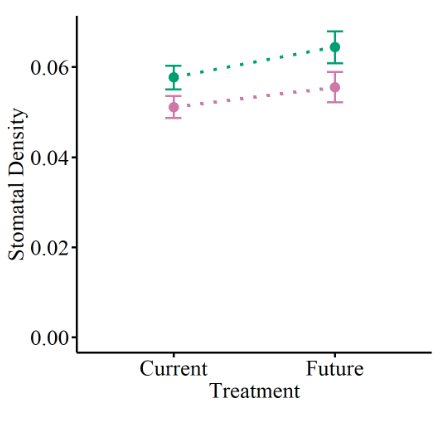 Stomatal Density
0.06
0.04
0.02
0.00
Current Future
Treatment